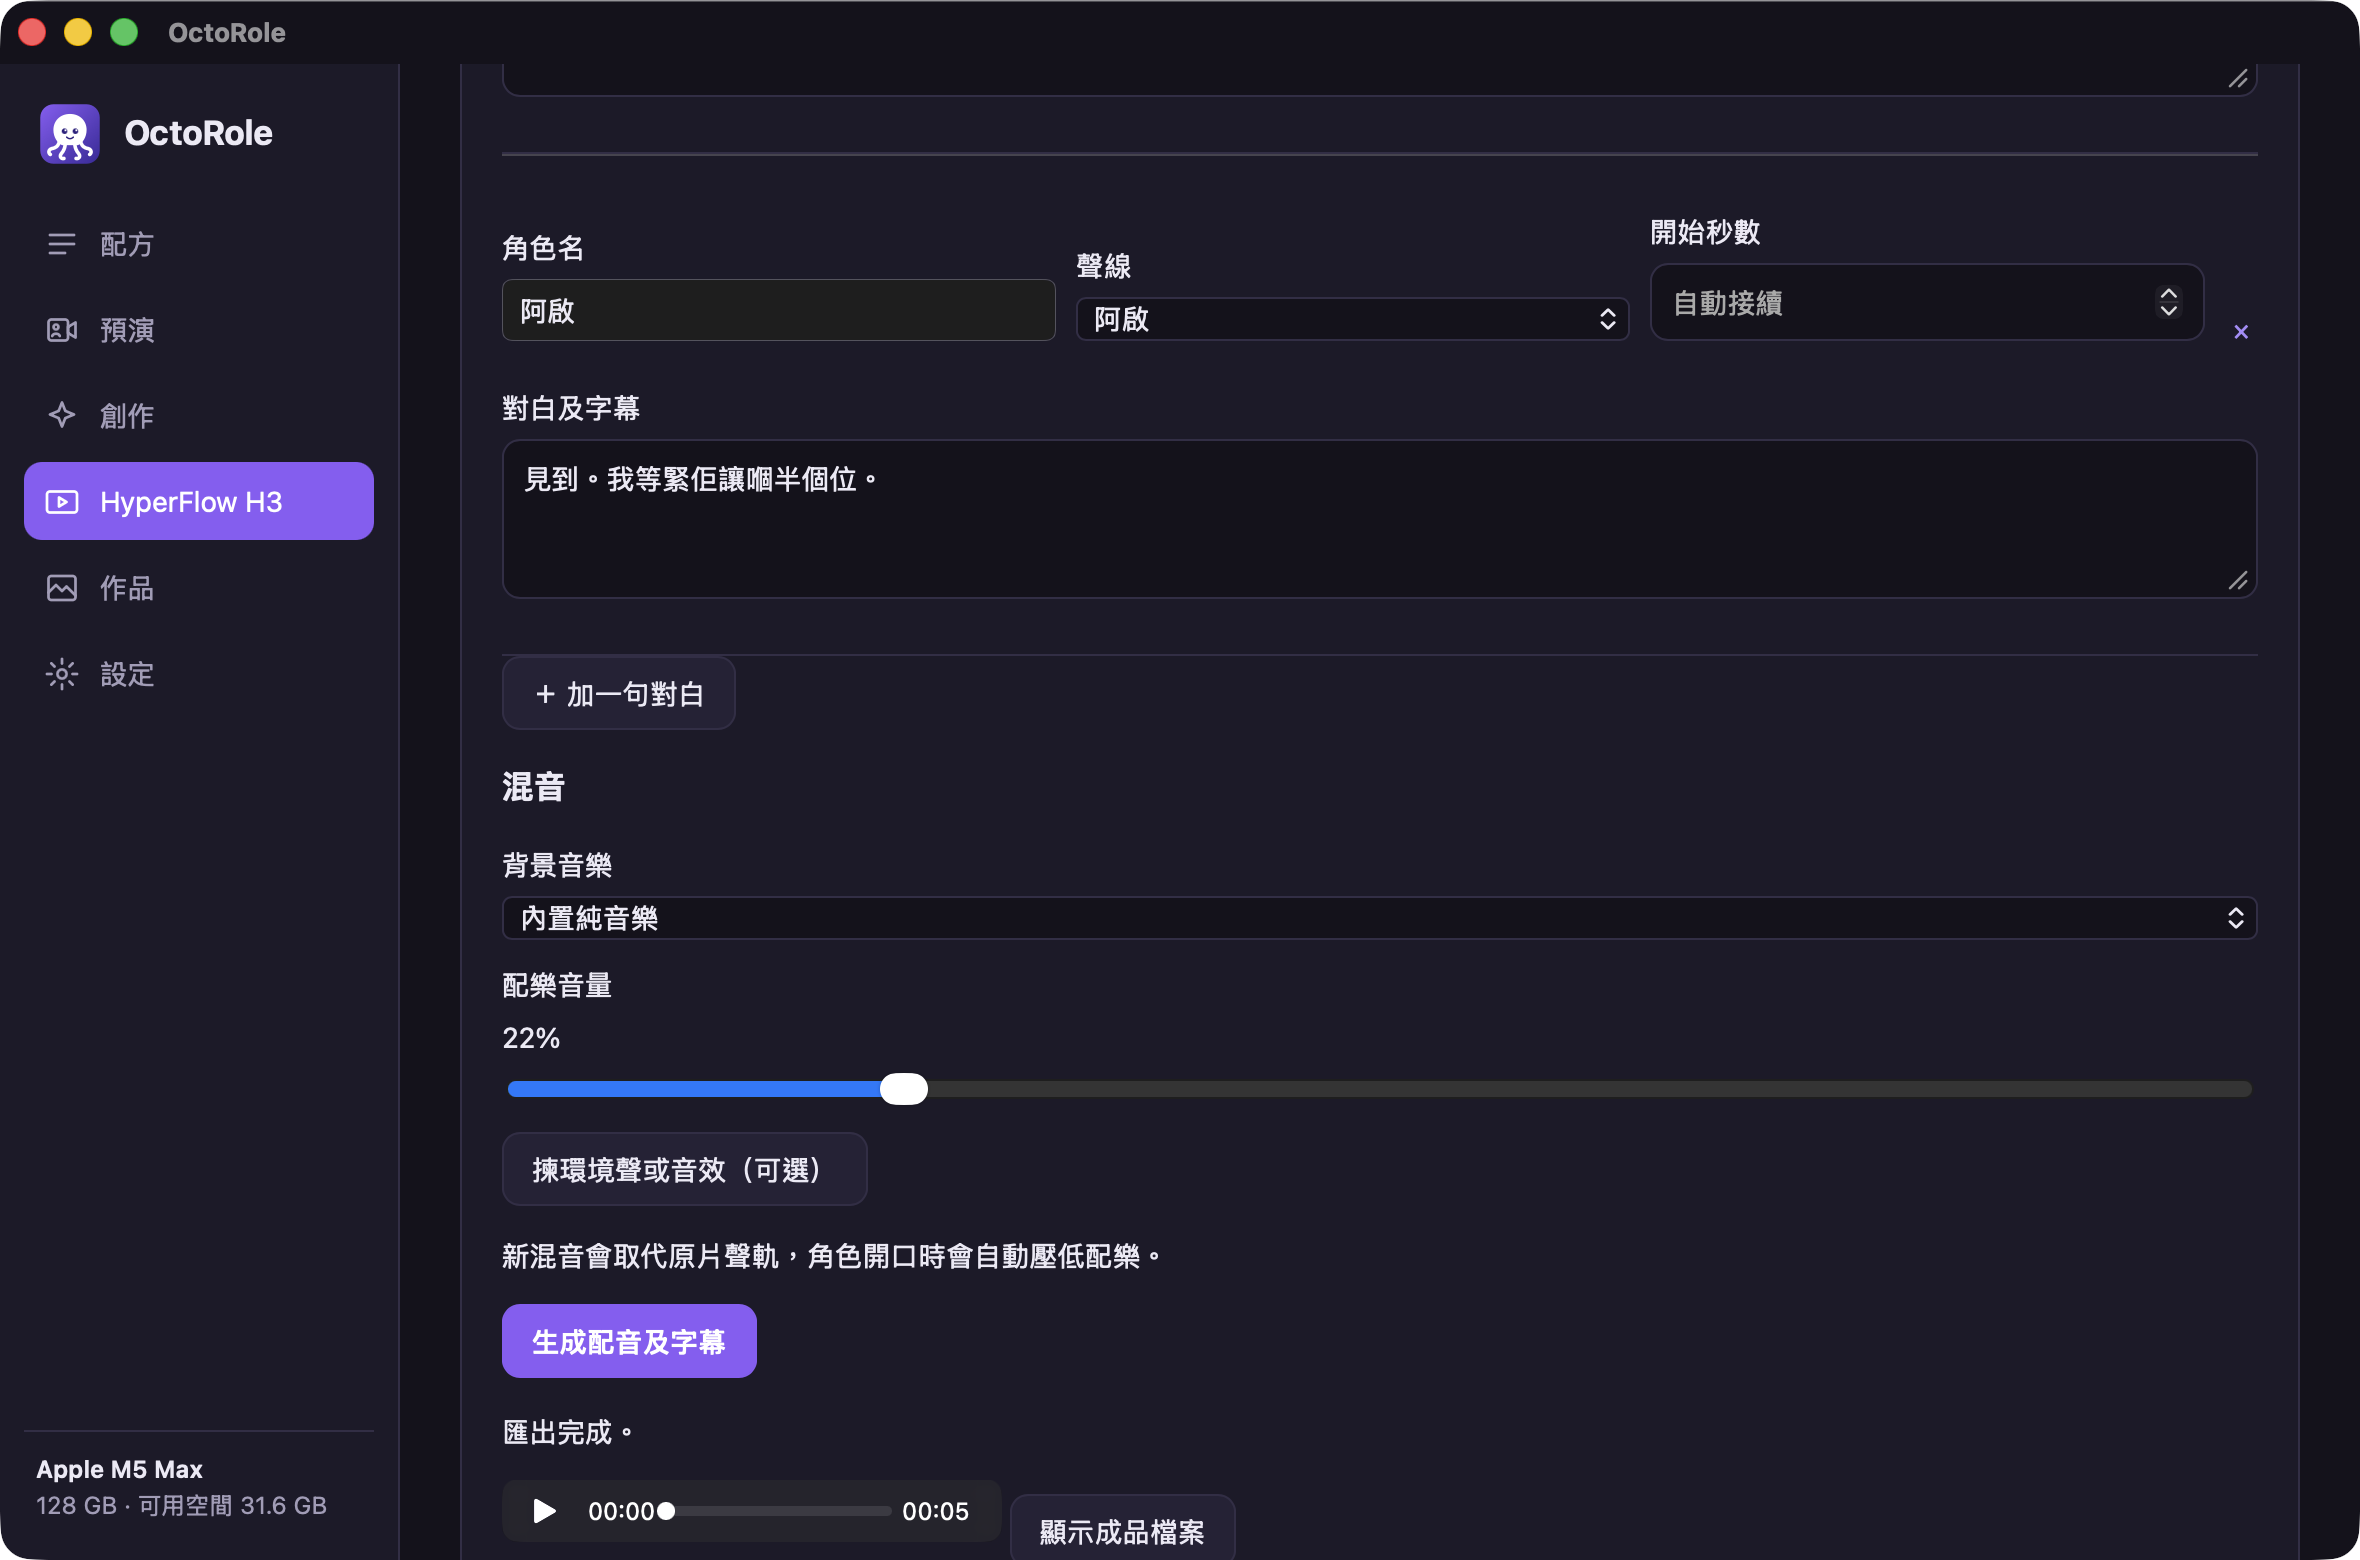 OctoRole
OctoRole
配方
預演
創作
HyperFlow H3
作品
設定
Apple M5 Max
128 GB · 可用空間 31.6 GB
角色名
阿啟
聲線
阿啟
開始秒數
自動接續
×
對白及字幕
見到。我等緊佢讓嗰半個位。
+ 加一句對白
混音
背景音樂
內置純音樂
配樂音量
22%
揀環境聲或音效（可選）
新混音會取代原片聲軌，角色開口時會自動壓低配樂。
生成配音及字幕
匯出完成。
00:00
00:05
顯示成品檔案